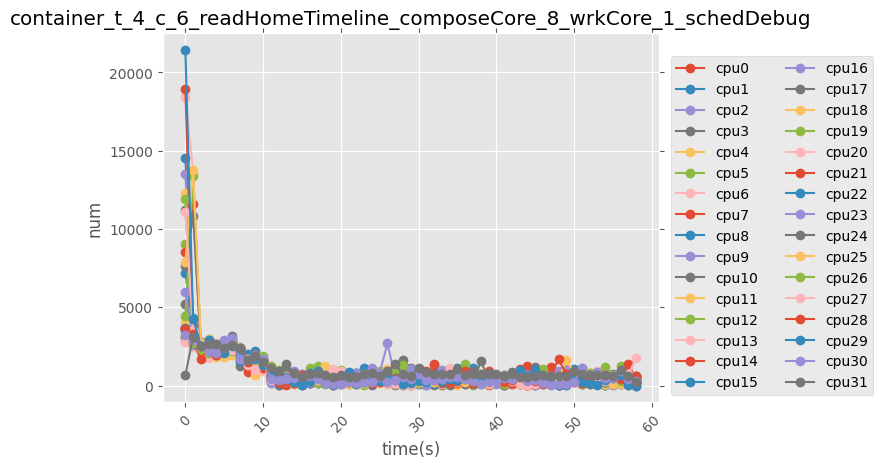 container_t_4_c_6_readHomeTimeline_composeCore_8_wrkCore_1_schedDebug
num
20000
15000
10000
5000
0
0 10 20 30 40 50 60
time(s)
cpu0 cpu16
cpu1 cpu17
cpu2 cpu18
cpu3 cpu19
cpu4 cpu20
cpu5 cpu21
cpu6 cpu22
cpu7 cpu23
cpu8 cpu24
cpu9 cpu25
cpu10 cpu26
cpu11 cpu27
cpu12 cpu28
cpu13 cpu29
cpu14 cpu30
cpu15 cpu31